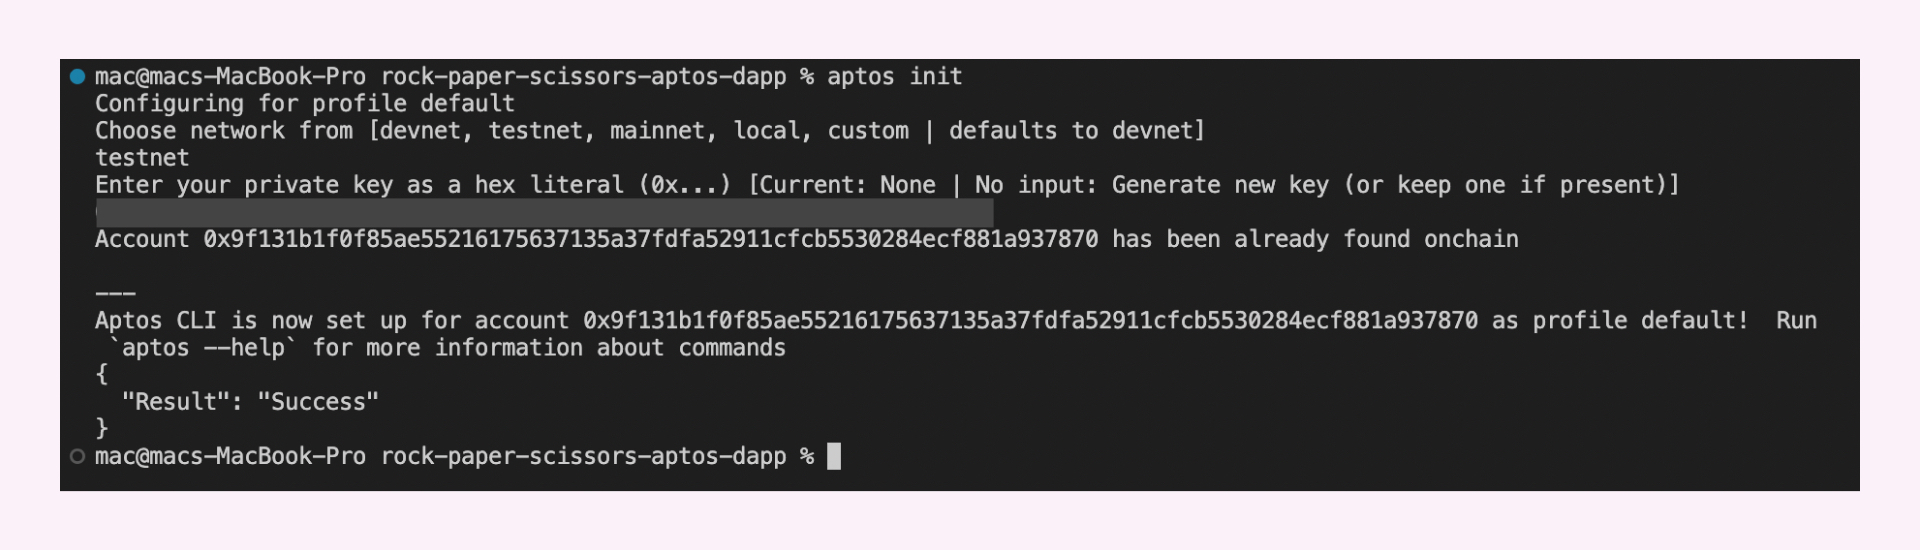 mac@macs-MacBook-Pro rock-paper-scissors-aptos-dapp % aptos init
Configuring for profile default
Choose network from [devnet, testnet, mainnet, local, custom | defaults to devnet]
testnet
Enter your private key as a hex literal (0x...) [Current: None | No input: Generate new key (or keep one if present)]
Account 0x9f131b1f0f85ae55216175637135a37fdfa52911cfcb5530284ecf881a937870 has been already found onchain
---
Aptos CLI is now set up for account 0x9f131b1f0f85ae55216175637135a37fdfa52911cfcb5530284ecf881a937870 as profile default!  Run
`aptos --help` for more information about commands
{
"Result": "Success"
}
mac@macs-MacBook-Pro rock-paper-scissors-aptos-dapp %